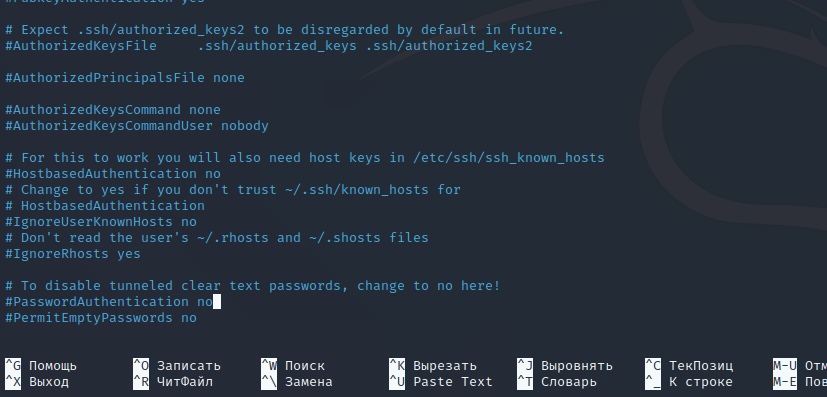 #PubkeyAuthentication yes
# Expect .ssh/authorized_keys2 to be disregarded by default in future.
#AuthorizedKeysFile     .ssh/authorized_keys .ssh/authorized_keys2
#AuthorizedPrincipalsFile none
#AuthorizedKeysCommand none
#AuthorizedKeysCommandUser nobody
# For this to work you will also need host keys in /etc/ssh/ssh_known_hosts
#HostbasedAuthentication no
# Change to yes if you don't trust ~/.ssh/known_hosts for
# HostbasedAuthentication
#IgnoreUserKnownHosts no
# Don't read the user's ~/.rhosts and ~/.shosts files
#IgnoreRhosts yes
# To disable tunneled clear text passwords, change to no here!
#PasswordAuthentication no
#PermitEmptyPasswords no
^G Помощь ^O Записать ^W Поиск ^K Вырезать ^J Выровнять ^C ТекПозиц M-U Отм
^X Выход ^R ЧитФайл ^\ Замена ^U Paste Text ^T Словарь ^_ К строке M-E Пов